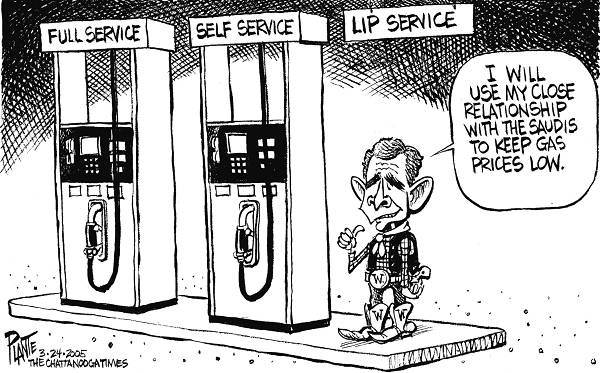 FULL SERVICE
SELF SERVICE
LIP SERVICE
I WILL
USE MY CLOSE
RELATIONSHIP
WITH THE SAUDIS
TO KEEP GAS
PRICES LOW.
W
W W
PLANTE
3-24-2005
THE CHATTANOOGA TIMES